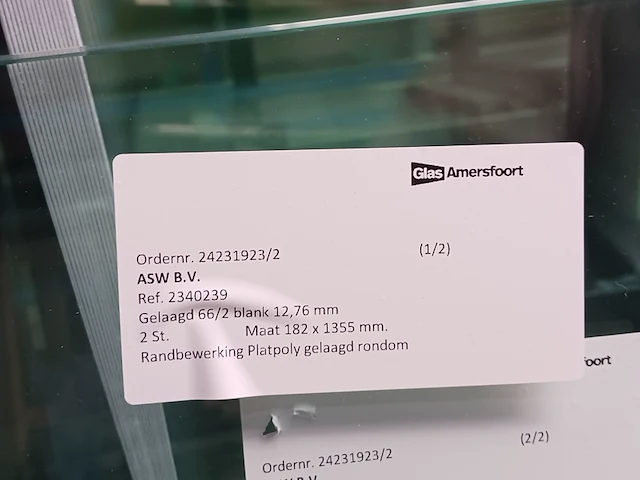 Glas Amersfoort
Ordernr. 24231923/2 (1/2)
ASW B.V.
Ref. 2340239
Gelaagd 66/2 blank 12,76 mm
2 St. Maat 182 x 1355 mm.
Randbewerking Platpoly gelaagd rondom
oort
(2/2)
Ordernr. 24231923/2